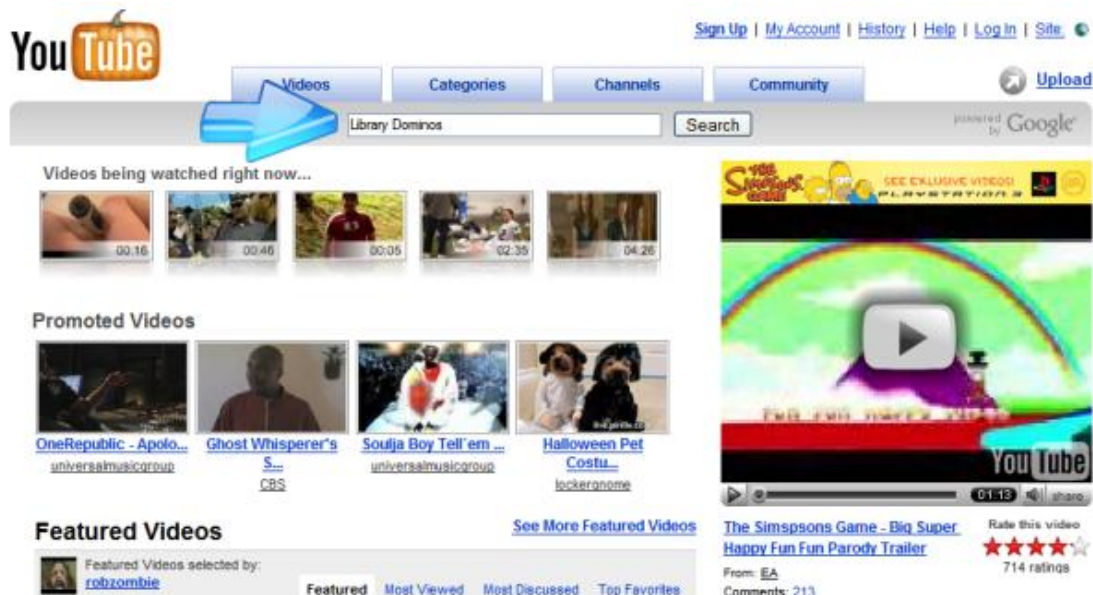 You Tube
Sign Up | My Account | History | Help | Log In | Site:
Videos Categories Channels Community Upload
Library Dominos Search powered by Google
Videos being watched right now...
00:16 00:46 00:05 02:35 04:26
Promoted Videos
OneRepublic - Apolo...
universalmusicgroup
Ghost Whisperer's S...
CBS
Soulja Boy Tell'em ...
universalmusicgroup
Halloween Pet Costu...
lockergnome
Featured Videos
See More Featured Videos
Featured Videos selected by:
robzombie
Featured Most Viewed Most Discussed Top Favorites
THE Simpsons GAME
SEE EXLUSIVE VIDEOS!
PLAYSTATION 3
You Tube
01:13 share
The Simspsons Game - Big Super Happy Fun Fun Parody Trailer
Rate this video
714 ratings
From: EA
Comments: 213